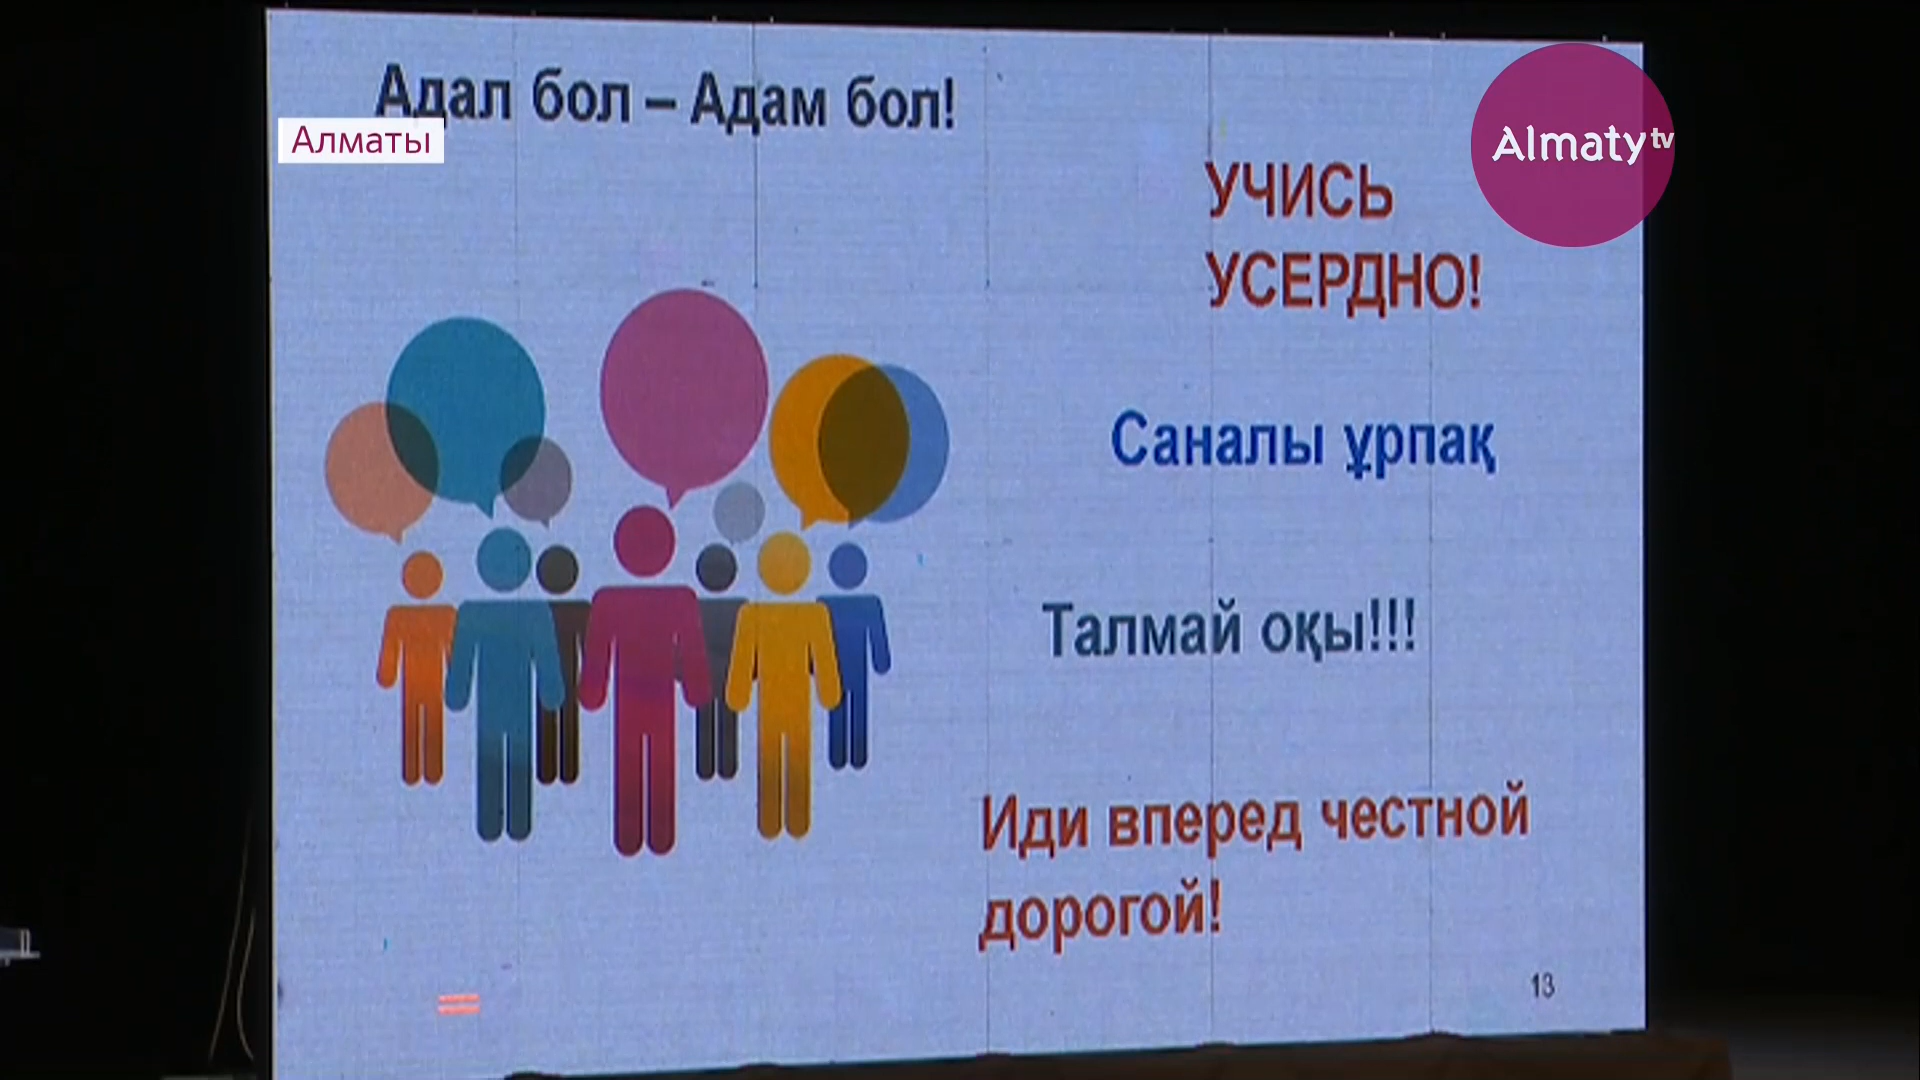 Адал бол – Адам бол!
Алматы
Almaty tv
УЧИСЬ
УСЕРДНО!
Саналы ұрпақ
Талмай оқы!!!
Иди вперед честной
дорогой!
13